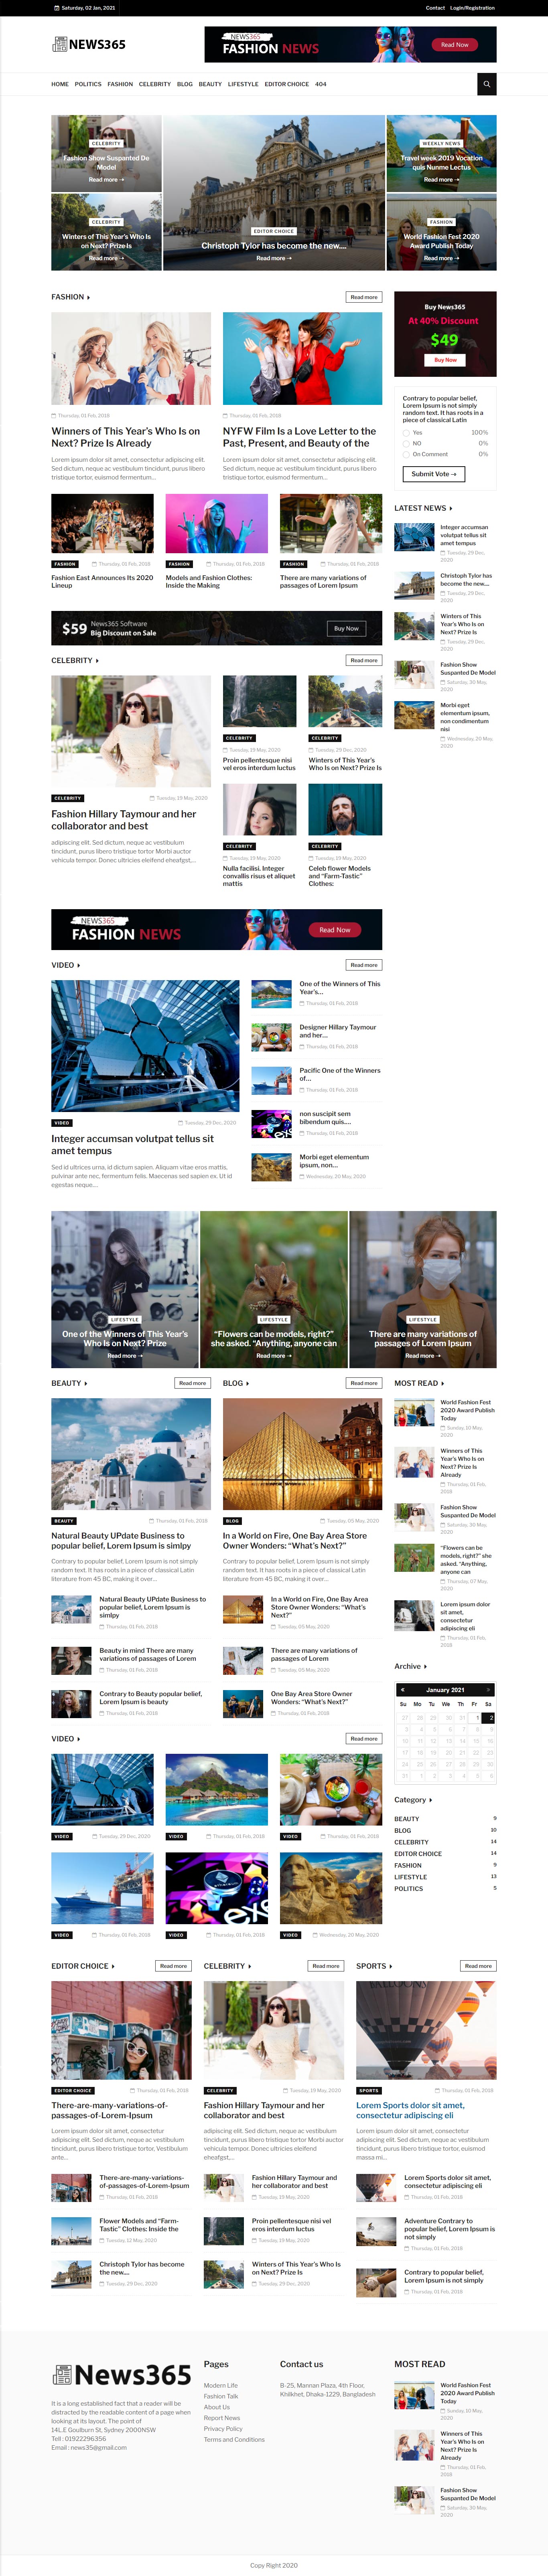 Saturday, 02 Jan, 2021
Contact Login/Registration
NEWS365
NEWS365
FASHION NEWS
Read Now
HOME POLITICS FASHION CELEBRITY BLOG BEAUTY LIFESTYLE EDITOR CHOICE 404
CELEBRITY
Fashion Show Suspanted De
Model
Read more
CELEBRITY
Winters of This Year's Who Is
on Next? Prize Is
Read more
EDITOR CHOICE
Christoph Tylor has become the new....
Read more
WEEKLY NEWS
Travel week 2019 Vocation
quis Nunme Lectus
Read more
FASHION
World Fashion Fest 2020
Award Publish Today
Read more
FASHION
Read more
Thursday, 01 Feb, 2018
Winners of This Year's Who Is on
Next? Prize Is Already
Lorem ipsum dolor sit amet, consectetur adipiscing elit.
Sed dictum, neque ac vestibulum tincidunt, purus libero
tristique tortor, euismod fermentum...
Thursday, 01 Feb, 2018
NYFW Film Is a Love Letter to the
Past, Present, and Beauty of the
Lorem ipsum dolor sit amet, consectetur adipiscing elit.
Sed dictum, neque ac vestibulum tincidunt, purus libero
tristique tortor, euismod fermentum...
FASHION Thursday, 01 Feb, 2018
Fashion East Announces Its 2020
Lineup
FASHION Thursday, 01 Feb, 2018
Models and Fashion Clothes:
Inside the Making
FASHION Thursday, 01 Feb, 2018
There are many variations of
passages of Lorem Ipsum
Buy News365
At 40% Discount
$49
Buy Now
Contrary to popular belief,
Lorem Ipsum is not simply
random text. It has roots in a
piece of classical Latin
Yes 100%
NO 0%
On Comment 0%
Submit Vote
LATEST NEWS
Integer accumsan
volutpat tellus sit
amet tempus
Tuesday, 29 Dec,
2020
Christoph Tylor has
become the new....
Tuesday, 29 Dec,
2020
Winters of This
Year's Who Is on
Next? Prize Is
Tuesday, 29 Dec,
2020
Fashion Show
Suspanted De Model
Saturday, 30 May,
2020
Morbi eget
elementum ipsum,
non condimentum
nisi
Wednesday, 20 May,
2020
$59 News365 Software
Big Discount on Sale
Buy Now
CELEBRITY
Read more
CELEBRITY Tuesday, 19 May, 2020
Fashion Hillary Taymour and her
collaborator and best
adipiscing elit. Sed dictum, neque ac vestibulum
tincidunt, purus libero tristique tortor Morbi auctor
vehicula tempor. Donec ultricies eleifend eheafgst,...
CELEBRITY
Tuesday, 19 May, 2020
Proin pellentesque nisi
vel eros interdum luctus
CELEBRITY
Tuesday, 29 Dec, 2020
Winters of This Year's
Who Is on Next? Prize Is
CELEBRITY
Tuesday, 19 May, 2020
Nulla facilisi. Integer
convallis risus et aliquet
mattis
CELEBRITY
Tuesday, 19 May, 2020
Celeb flower Models
and "Farm-Tastic"
Clothes:
NEWS365
FASHION NEWS
Read Now
VIDEO
Read more
VIDEO Tuesday, 29 Dec, 2020
Integer accumsan volutpat tellus sit
amet tempus
Sed id ultrices urna, id dictum sapien. Aliquam vitae eros mattis,
pulvinar ante nec, fermentum felis. Maecenas sed sapien ex. Ut id
egestas neque....
One of the Winners of This
Year's...
Thursday, 01 Feb, 2018
Designer Hillary Taymour
and her...
Thursday, 01 Feb, 2018
Pacific One of the Winners
of...
Thursday, 01 Feb, 2018
non suscipit sem
bibendum quis....
Thursday, 01 Feb, 2018
Morbi eget elementum
ipsum, non...
Wednesday, 20 May, 2020
LIFESTYLE
One of the Winners of This Year's
Who Is on Next? Prize
Read more
LIFESTYLE
"Flowers can be models, right?"
she asked. "Anything, anyone can
Read more
LIFESTYLE
There are many variations of
passages of Lorem Ipsum
Read more
BEAUTY
Read more
BEAUTY Thursday, 01 Feb, 2018
Natural Beauty UPdate Business to
popular belief, Lorem Ipsum is simlpy
Contrary to popular belief, Lorem Ipsum is not simply
random text. It has roots in a piece of classical Latin
literature from 45 BC, making it over...
Natural Beauty UPdate Business to
popular belief, Lorem Ipsum is
simlpy
Thursday, 01 Feb, 2018
Beauty in mind There are many
variations of passages of Lorem
Thursday, 01 Feb, 2018
Contrary to Beauty popular belief,
Lorem Ipsum is beauty
Thursday, 01 Feb, 2018
BLOG
Read more
BLOG Tuesday, 05 May, 2020
In a World on Fire, One Bay Area Store
Owner Wonders: "What's Next?"
Contrary to popular belief, Lorem Ipsum is not simply
random text. It has roots in a piece of classical Latin
literature from 45 BC, making it over...
In a World on Fire, One Bay Area
Store Owner Wonders: "What's
Next?"
Tuesday, 05 May, 2020
There are many variations of
passages of Lorem
Tuesday, 05 May, 2020
One Bay Area Store Owner
Wonders: "What's Next?"
Thursday, 01 Feb, 2018
MOST READ
World Fashion Fest
2020 Award Publish
Today
Sunday, 10 May,
2020
Winners of This
Year's Who Is on
Next? Prize Is
Already
Thursday, 01 Feb,
2018
Fashion Show
Suspanted De Model
Saturday, 30 May,
2020
"Flowers can be
models, right?" she
asked. "Anything,
anyone can
Thursday, 07 May,
2020
Lorem ipsum dolor
sit amet,
consectetur
adipiscing eli
Thursday, 01 Feb,
2018
Archive
« January 2021 »
Su Mo Tu We Th Fr Sa
27 28 29 30 31 1 2
3 4 5 6 7 8 9
10 11 12 13 14 15 16
17 18 19 20 21 22 23
24 25 26 27 28 29 30
31 1 2 3 4 5 6
Category
BEAUTY 9
BLOG 10
CELEBRITY 14
EDITOR CHOICE 14
FASHION 9
LIFESTYLE 13
POLITICS 5
VIDEO
Read more
VIDEO Tuesday, 29 Dec, 2020
VIDEO Thursday, 01 Feb, 2018
VIDEO Thursday, 01 Feb, 2018
VIDEO Thursday, 01 Feb, 2018
VIDEO Thursday, 01 Feb, 2018
VIDEO Wednesday, 20 May, 2020
EDITOR CHOICE
Read more
EDITOR CHOICE Thursday, 01 Feb, 2018
There-are-many-variations-of-
passages-of-Lorem-Ipsum
Lorem ipsum dolor sit amet, consectetur
adipiscing elit. Sed dictum, neque ac vestibulum
tincidunt, purus libero tristique tortor, Vestibulum
ante...
There-are-many-variations-
of-passages-of-Lorem-Ipsum
Thursday, 01 Feb, 2018
Flower Models and "Farm-
Tastic" Clothes: Inside the
Tuesday, 12 May, 2020
Christoph Tylor has become
the new....
Tuesday, 29 Dec, 2020
CELEBRITY
Read more
CELEBRITY Tuesday, 19 May, 2020
Fashion Hillary Taymour and her
collaborator and best
adipiscing elit. Sed dictum, neque ac vestibulum
tincidunt, purus libero tristique tortor Morbi auctor
vehicula tempor. Donec ultricies eleifend
eheafgst,...
Fashion Hillary Taymour and
her collaborator and best
Tuesday, 19 May, 2020
Proin pellentesque nisi vel
eros interdum luctus
Tuesday, 19 May, 2020
Winters of This Year's Who Is
on Next? Prize Is
Tuesday, 29 Dec, 2020
SPORTS
Read more
SPORTS Thursday, 01 Feb, 2018
Lorem Sports dolor sit amet,
consectetur adipiscing eli
Lorem ipsum dolor sit amet, consectetur
adipiscing elit. Sed dictum, neque ac vestibulum
tincidunt, purus libero tristique tortor, euismod
massa mi...
Lorem Sports dolor sit amet,
consectetur adipiscing eli
Thursday, 01 Feb, 2018
Adventure Contrary to
popular belief, Lorem Ipsum is
not simply
Thursday, 01 Feb, 2018
Contrary to popular belief,
Lorem Ipsum is not simply
Thursday, 01 Feb, 2018
News365
It is a long established fact that a reader will be
distracted by the readable content of a page when
looking at its layout. The point of
14L.E Goulburn St, Sydney 2000NSW
Tell : 01922296356
Email : news35@gmail.com
Pages
Modern Life
Fashion Talk
About Us
Report News
Privacy Policy
Terms and Conditions
Contact us
B-25, Mannan Plaza, 4th Floor,
Khilkhet, Dhaka-1229, Bangladesh
MOST READ
World Fashion Fest
2020 Award Publish
Today
Sunday, 10 May,
2020
Winners of This
Year's Who Is on
Next? Prize Is
Already
Thursday, 01 Feb,
2018
Fashion Show
Suspanted De Model
Saturday, 30 May,
2020
Copy Right 2020